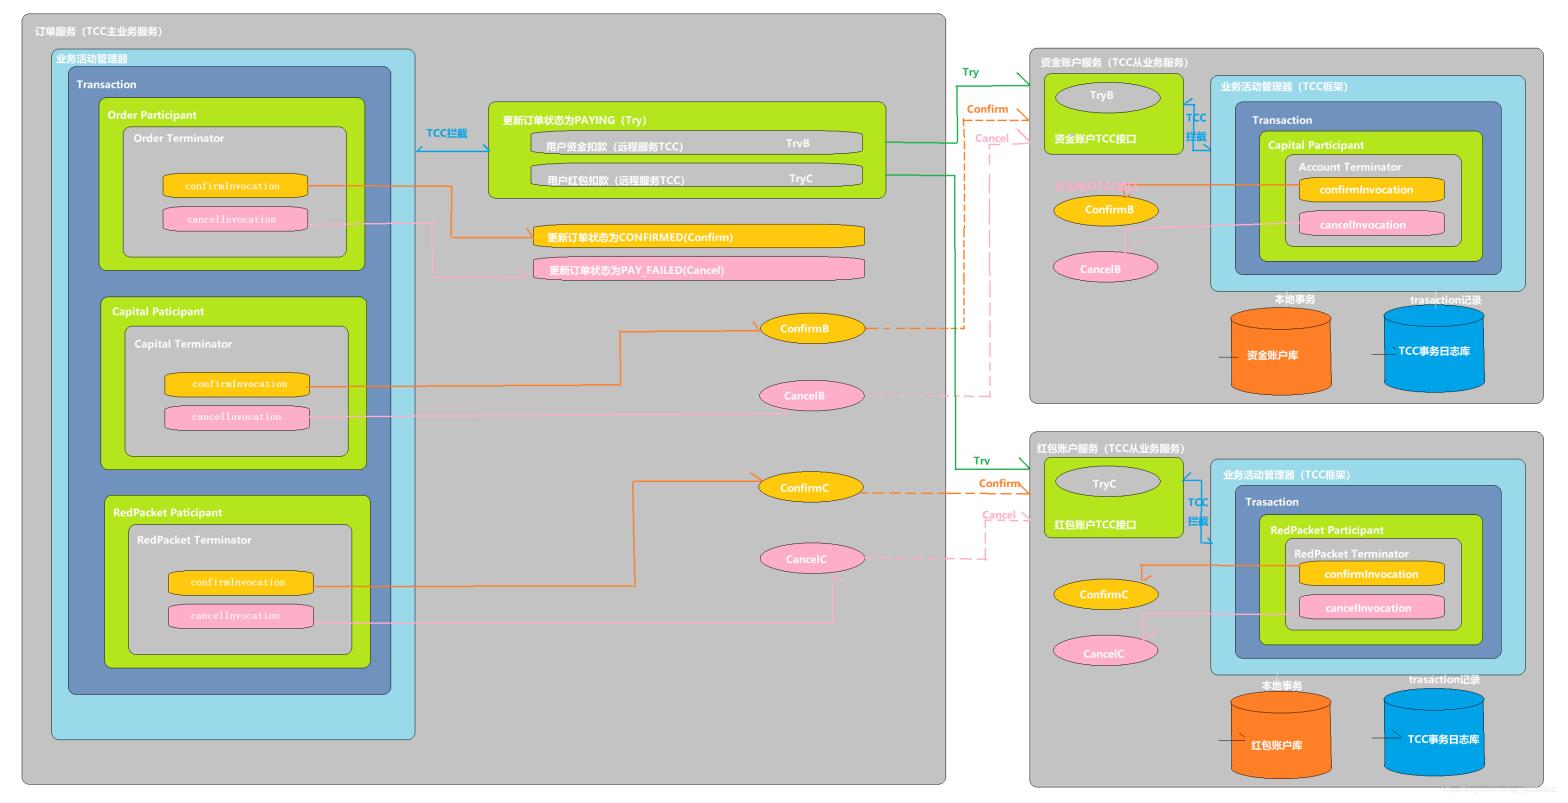 订单服务（TCC主业务服务）
业务活动管理器
Transaction
Order Participant
Order Terminator
confirmInvocation
cancelInvocation
Capital Paticipant
Capital Terminator
confirmInvocation
cancelInvocation
RedPacket Paticipant
RedPacket Terminator
confirmInvocation
cancelInvocation
TCC拦截
更新订单状态为PAYING（Try）
用户资金扣款（远程服务TCC） TryB
用户红包扣款（远程服务TCC） TryC
更新订单状态为CONFIRMED(Confirm)
更新订单状态为PAY_FAILED(Cancel)
ConfirmB
CancelB
ConfirmC
CancelC
Try
Confirm
Cancel
Try
Confirm
Cancel
资金账户服务（TCC从业务服务）
TryB
资金账户TCC接口
TCC
拦截
红包账户TCC接口
ConfirmB
CancelB
业务活动管理器（TCC框架）
Transaction
Capital Participant
Account Terminator
confirmInvocation
cancelInvocation
本地事务
trasaction记录
资金账户库
TCC事务日志库
红包账户服务（TCC从业务服务）
TryC
红包账户TCC接口
TCC
拦截
ConfirmC
CancelC
业务活动管理器（TCC框架）
Trasaction
RedPacket Participant
RedPacket Terminator
confirmInvocation
cancelInvocation
本地事务
trasaction记录
红包账户库
TCC事务日志库